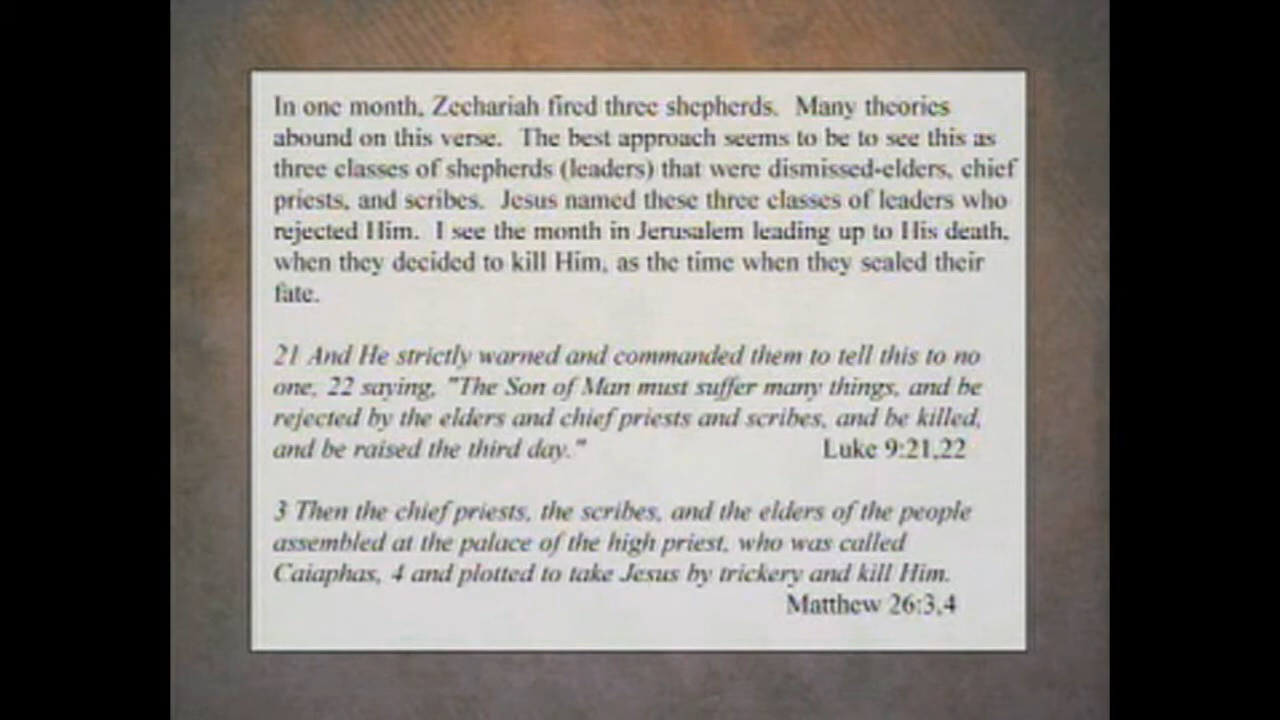 In one month, Zechariah fired three shepherds. Many theories
abound on this verse. The best approach seems to be to see this as
three classes of shepherds (leaders) that were dismissed-elders, chief
priests, and scribes. Jesus named these three classes of leaders who
rejected Him. I see the month in Jerusalem leading up to His death,
when they decided to kill Him, as the time when they sealed their
fate.
21 And He strictly warned and commanded them to tell this to no
one, 22 saying, "The Son of Man must suffer many things, and be
rejected by the elders and chief priests and scribes, and be killed,
and be raised the third day." Luke 9:21,22
3 Then the chief priests, the scribes, and the elders of the people
assembled at the palace of the high priest, who was called
Caiaphas, 4 and plotted to take Jesus by trickery and kill Him.
Matthew 26:3,4